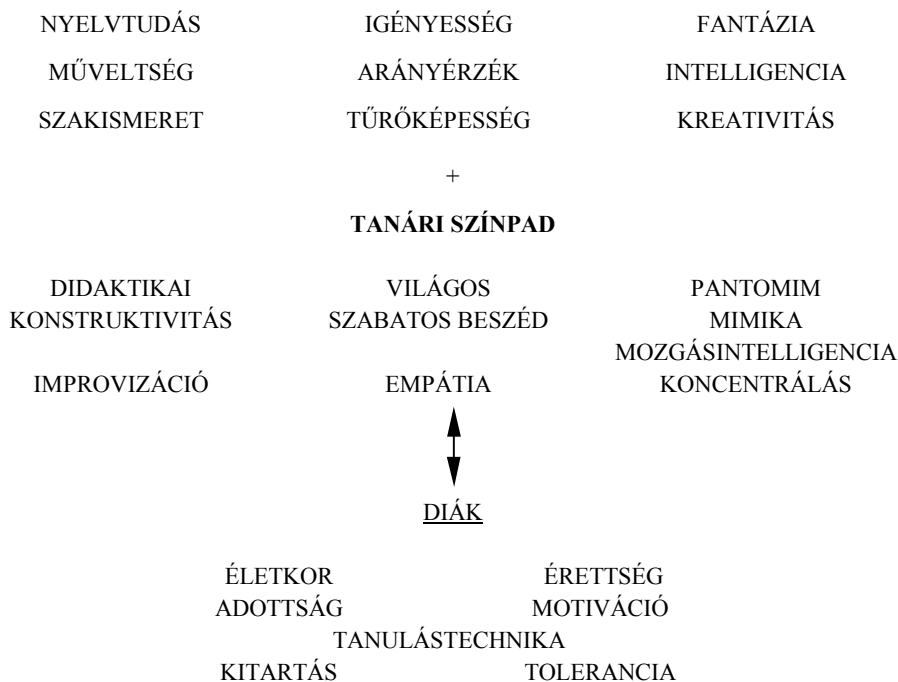 NYELVTUDÁS IGÉNYESSÉG FANTÁZIA
MŰVELTSÉG ARÁNYÉRZÉK INTELLIGENCIA
SZAKISMERET TŰRŐKÉPESSÉG KREATIVITÁS
+
TANÁRI SZÍNPAD
DIDAKTIKAI VILÁGOS PANTOMIM
KONSTRUKTIVITÁS SZABATOS BESZÉD MIMIKA
MOZGÁSINTELLIGENCIA
IMPROVIZÁCIÓ EMPÁTIA KONCENTRÁLÁS
DIÁK
ÉLETKOR ÉRETTSÉG
ADOTTSÁG MOTIVÁCIÓ
TANULÁSTECHNIKA
KITARTÁS TOLERANCIA